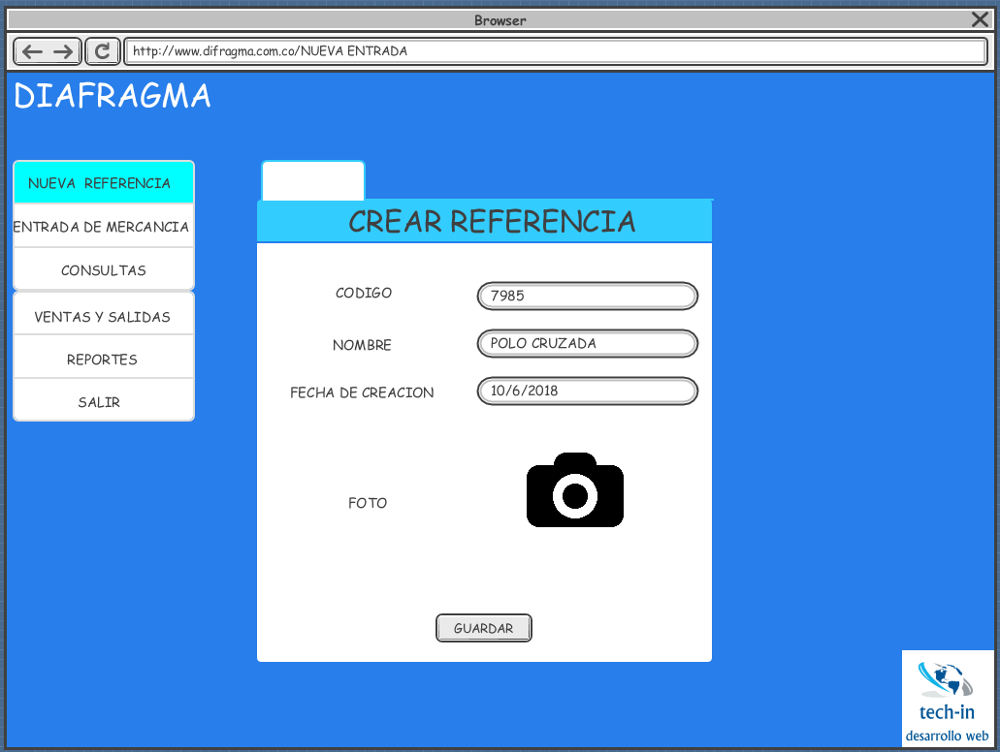 Browser
http://www.difragma.com.co/NUEVA ENTRADA
DIAFRAGMA
NUEVA REFERENCIA
ENTRADA DE MERCANCIA
CONSULTAS
VENTAS Y SALIDAS
REPORTES
SALIR
CREAR REFERENCIA
CODIGO 7985
NOMBRE POLO CRUZADA
FECHA DE CREACION 10/6/2018
FOTO
GUARDAR
tech-in
desarrollo web